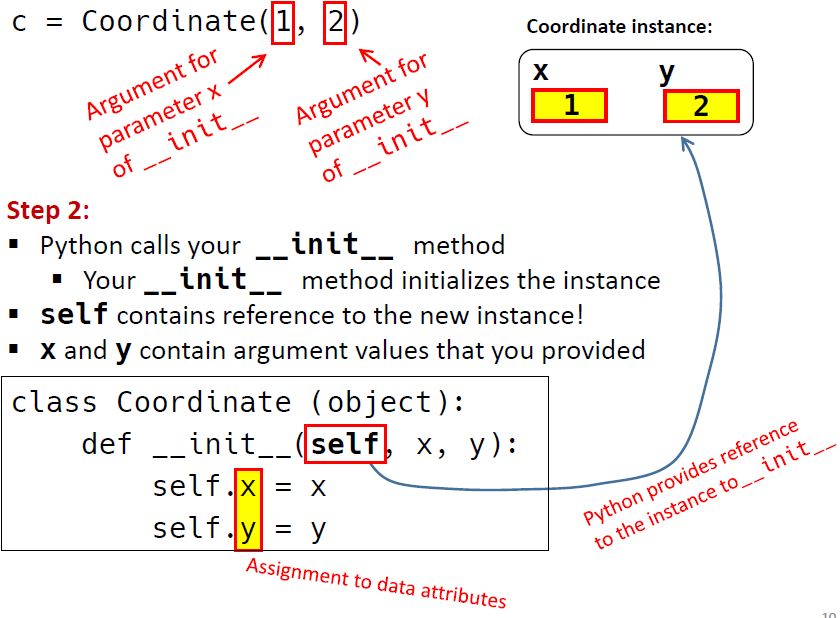 c = Coordinate(1, 2)
Argument for
parameter x
of __init__
Argument for
parameter y
of __init__
Coordinate instance:
x y
1 2
Step 2:
▪ Python calls your __init__ method
▪ Your __init__ method initializes the instance
▪ self contains reference to the new instance!
▪ x and y contain argument values that you provided
class Coordinate (object):
def __init__(self, x, y):
self.x = x
self.y = y
Assignment to data attributes
Python provides reference
to the instance to __init__